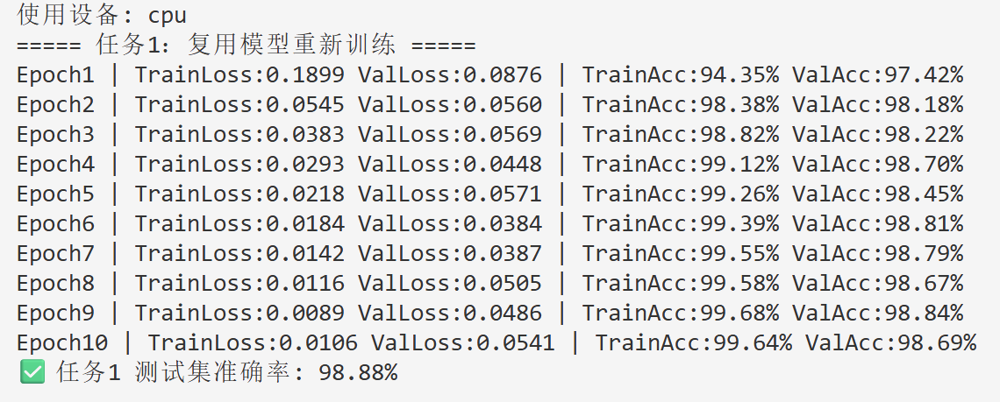 使用设备: cpu
===== 任务1：复用模型重新训练 =====
Epoch1 | TrainLoss:0.1899 ValLoss:0.0876 | TrainAcc:94.35% ValAcc:97.42%
Epoch2 | TrainLoss:0.0545 ValLoss:0.0560 | TrainAcc:98.38% ValAcc:98.18%
Epoch3 | TrainLoss:0.0383 ValLoss:0.0569 | TrainAcc:98.82% ValAcc:98.22%
Epoch4 | TrainLoss:0.0293 ValLoss:0.0448 | TrainAcc:99.12% ValAcc:98.70%
Epoch5 | TrainLoss:0.0218 ValLoss:0.0571 | TrainAcc:99.26% ValAcc:98.45%
Epoch6 | TrainLoss:0.0184 ValLoss:0.0384 | TrainAcc:99.39% ValAcc:98.81%
Epoch7 | TrainLoss:0.0142 ValLoss:0.0387 | TrainAcc:99.55% ValAcc:98.79%
Epoch8 | TrainLoss:0.0116 ValLoss:0.0505 | TrainAcc:99.58% ValAcc:98.67%
Epoch9 | TrainLoss:0.0089 ValLoss:0.0486 | TrainAcc:99.68% ValAcc:98.84%
Epoch10 | TrainLoss:0.0106 ValLoss:0.0541 | TrainAcc:99.64% ValAcc:98.69%
✅ 任务1 测试集准确率: 98.88%